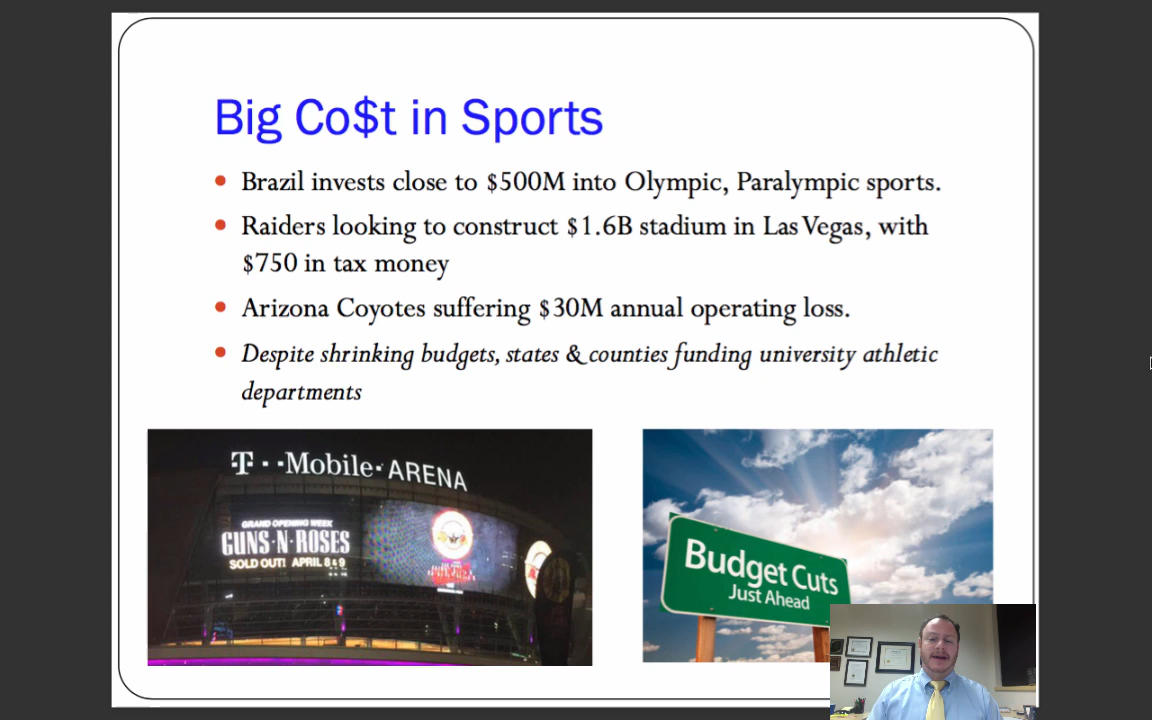 Big Co$t in Sports
Brazil invests close to $500M into Olympic, Paralympic sports.
Raiders looking to construct $1.6B stadium in Las Vegas, with
$750 in tax money
Arizona Coyotes suffering $30M annual operating loss.
Despite shrinking budgets, states & counties funding university athletic
departments
T··Mobile· ARENA
GRAND OPENING WEEK
GUNS·N·ROSES
SOLD OUT! APRIL 8&9
Budget Cuts
Just Ahead